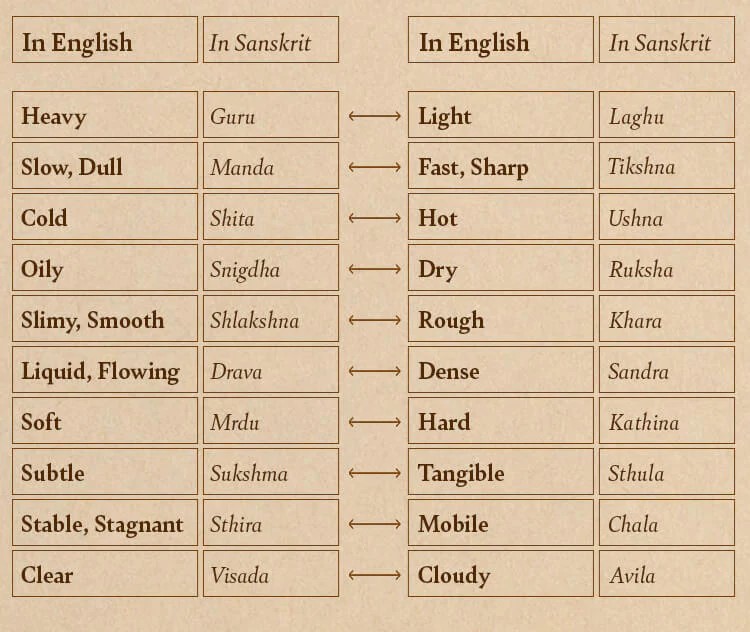 In English In Sanskrit In English In Sanskrit
Heavy Guru Light Laghu
Slow, Dull Manda Fast, Sharp Tikshna
Cold Shita Hot Ushna
Oily Snigdha Dry Ruksha
Slimy, Smooth Shlakshna Rough Khara
Liquid, Flowing Drava Dense Sandra
Soft Mrdu Hard Kathina
Subtle Sukshma Tangible Sthula
Stable, Stagnant Sthira Mobile Chala
Clear Visada Cloudy Avila